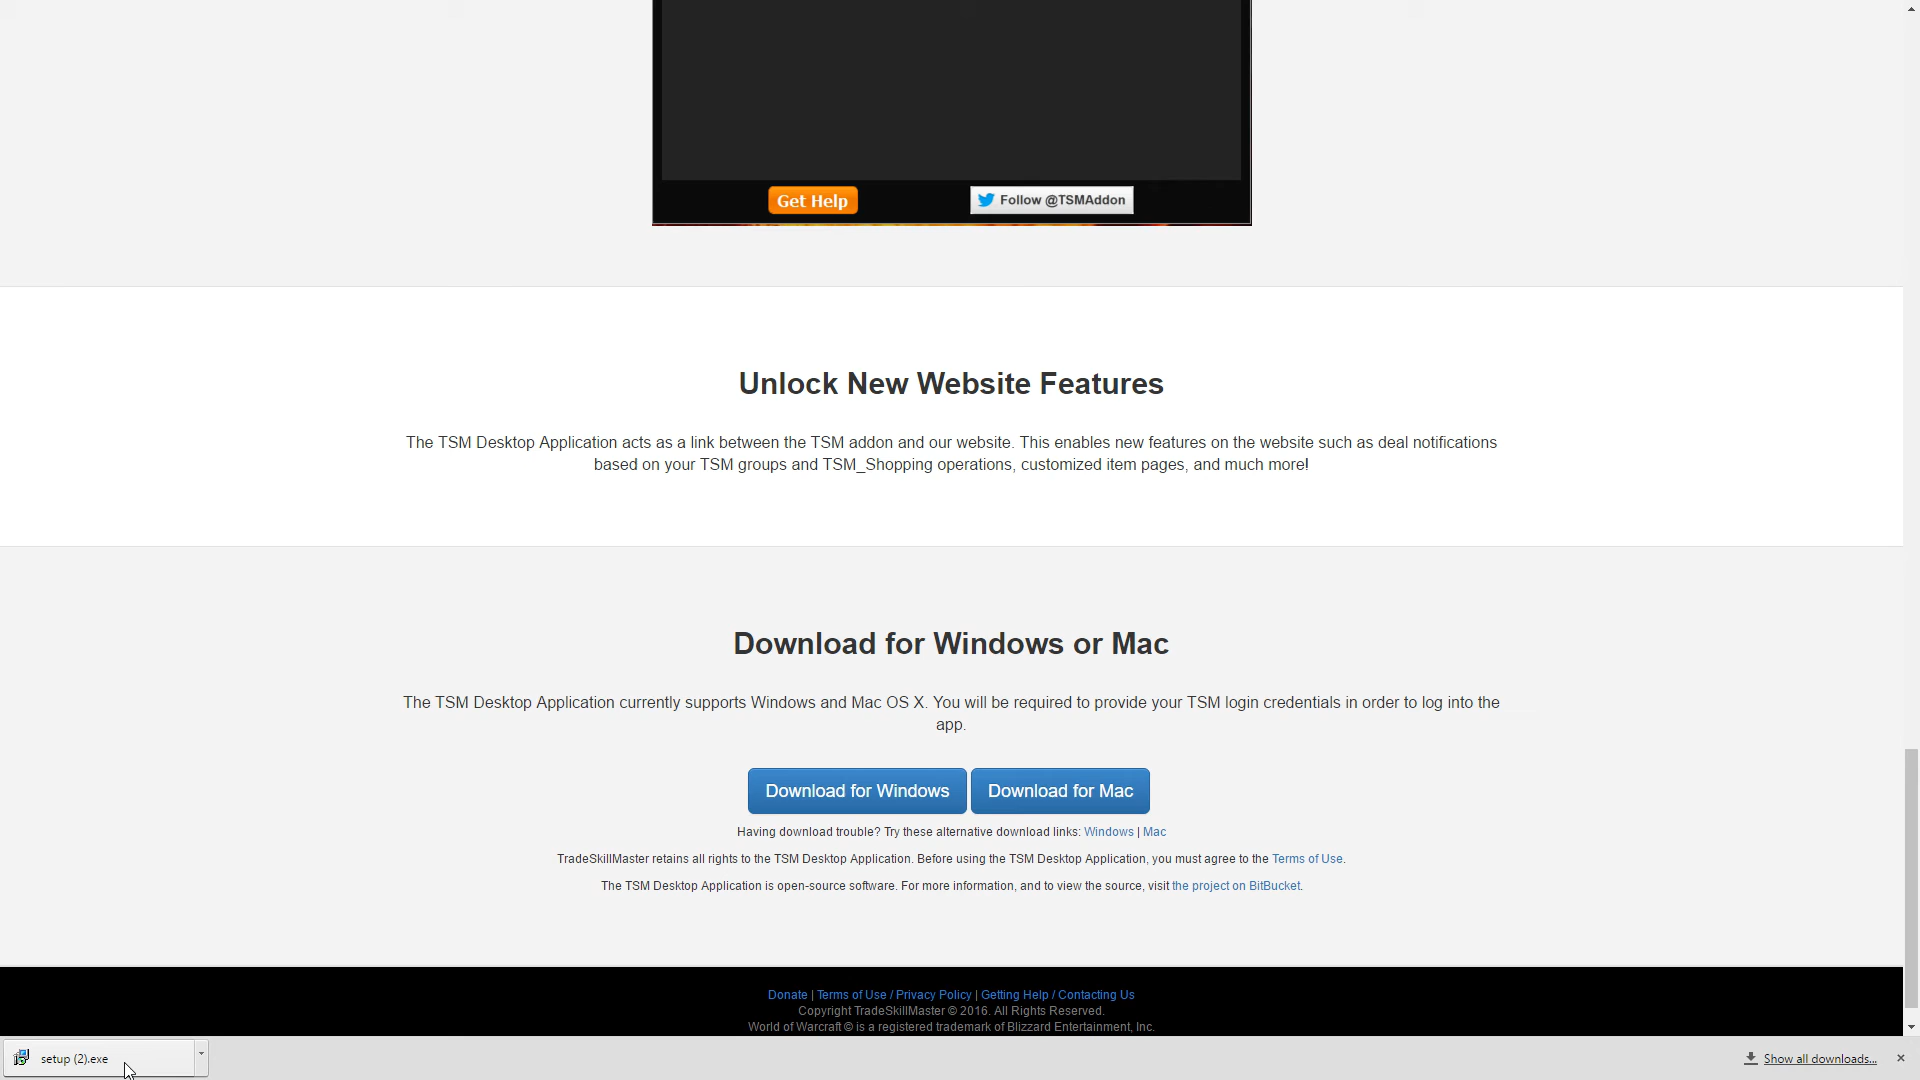 Get Help
Follow @TSMAddon
Unlock New Website Features
The TSM Desktop Application acts as a link between the TSM addon and our website. This enables new features on the website such as deal notifications
based on your TSM groups and TSM_Shopping operations, customized item pages, and much more!
Download for Windows or Mac
The TSM Desktop Application currently supports Windows and Mac OS X. You will be required to provide your TSM login credentials in order to log into the
app.
Download for Windows
Download for Mac
Having download trouble? Try these alternative download links: Windows | Mac
TradeSkillMaster retains all rights to the TSM Desktop Application. Before using the TSM Desktop Application, you must agree to the Terms of Use.
The TSM Desktop Application is open-source software. For more information, and to view the source, visit the project on BitBucket.
Donate | Terms of Use / Privacy Policy | Getting Help / Contacting Us
Copyright TradeSkillMaster © 2016. All Rights Reserved.
World of Warcraft © is a registered trademark of Blizzard Entertainment, Inc.
setup (2).exe
Show all downloads...